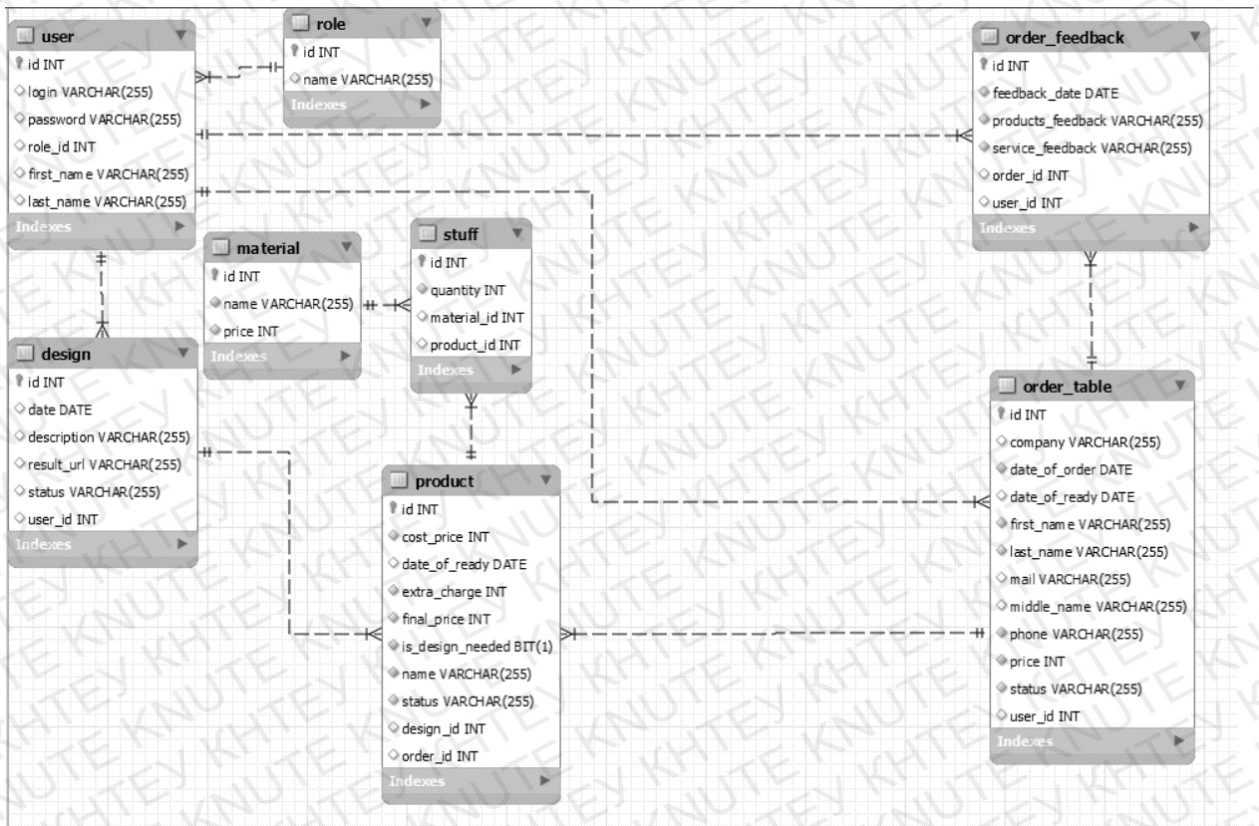 user
id INT
login VARCHAR(255)
password VARCHAR(255)
role_id INT
first_name VARCHAR(255)
last_name VARCHAR(255)
Indexes
role
id INT
name VARCHAR(255)
Indexes
order_feedback
id INT
feedback_date DATE
products_feedback VARCHAR(255)
service_feedback VARCHAR(255)
order_id INT
user_id INT
Indexes
material
id INT
name VARCHAR(255)
price INT
Indexes
stuff
id INT
quantity INT
material_id INT
product_id INT
Indexes
design
id INT
date DATE
description VARCHAR(255)
result_url VARCHAR(255)
status VARCHAR(255)
user_id INT
Indexes
product
id INT
cost_price INT
date_of_ready DATE
extra_charge INT
final_price INT
is_design_needed BIT(1)
name VARCHAR(255)
status VARCHAR(255)
design_id INT
order_id INT
Indexes
order_table
id INT
company VARCHAR(255)
date_of_order DATE
date_of_ready DATE
first_name VARCHAR(255)
last_name VARCHAR(255)
mail VARCHAR(255)
middle_name VARCHAR(255)
phone VARCHAR(255)
price INT
status VARCHAR(255)
user_id INT
Indexes
КНТЕУ KNUTE